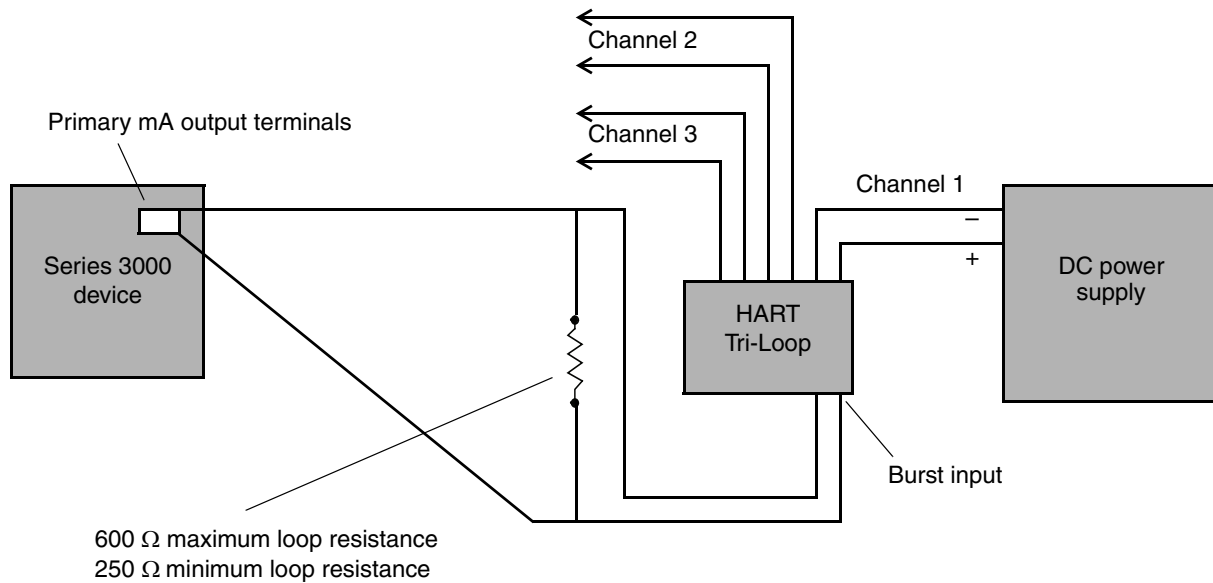 Channel 2
Primary mA output terminals
Channel 3
Channel 1
–
+
Series 3000
device
HART
Tri-Loop
DC power
supply
Burst input
600 Ω maximum loop resistance
250 Ω minimum loop resistance